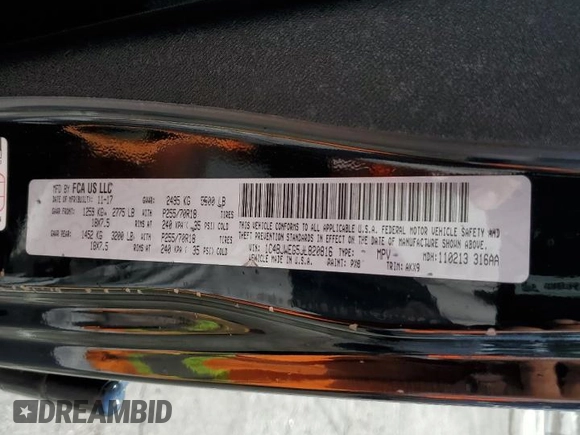 MFD BY FCA US LLC
DATE OF MFR/BUILT: 11-17 GVWR: 2495 KG 5500 LB
GAWR FRONT: 1259 KG 2775 LB WITH P255/70R18 TIRES
18X7.5 RIMS AT 240 KPA( 35 PSI) COLD
GAWR REAR: 1452 KG 3200 LB WITH P255/70R18 TIRES
18X7.5 RIMS AT 240 KPA( 35 PSI) COLD
THIS VEHICLE CONFORMS TO ALL APPLICABLE U.S.A. FEDERAL MOTOR VEHICLE SAFETY AND
THEFT PREVENTION STANDARDS IN EFFECT ON THE DATE OF MANUFACTURE SHOWN ABOVE.
TYPE: MPV MDH: 110213 316AA
VEHICLE MADE IN U.S.A. PAINT: PX8 TRIM: AKX9
DREAMBID